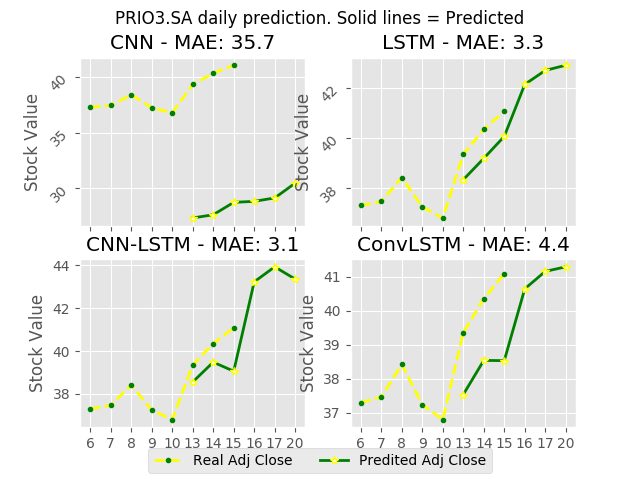 PRIO3.SA daily prediction. Solid lines = Predicted
CNN - MAE: 35.7
LSTM - MAE: 3.3
Stock Value
40
35
30
Stock Value
42
40
38
CNN-LSTM - MAE: 3.1
ConvLSTM - MAE: 4.4
Stock Value
44
42
40
38
6 7 8 9 10 13 14 15 16 17 20
Stock Value
41
40
39
38
37
6 7 8 9 10 13 14 15 16 17 20
Real Adj Close
Predited Adj Close